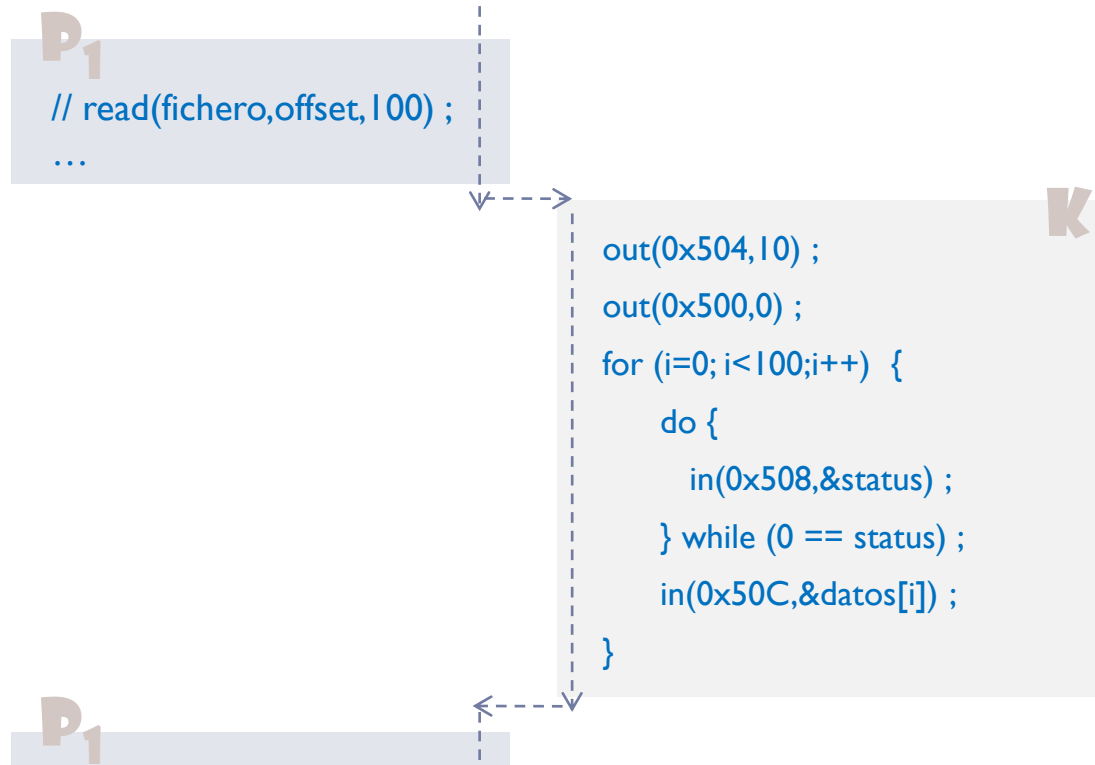 P1
// read(fichero,offset,100) ;
…
K
out(0x504,10) ;
out(0x500,0) ;
for (i=0; i<100;i++) {
do {
in(0x508,&status) ;
} while (0 == status) ;
in(0x50C,&datos[i]) ;
}
P1